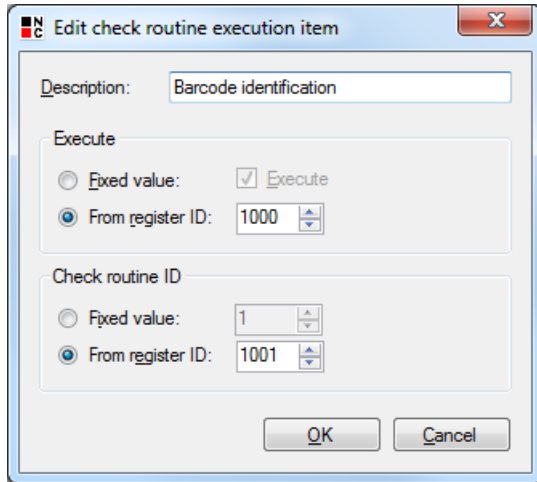 N
C
Edit check routine execution item
Description: Barcode identification
Execute
Fixed value: Execute
From register ID: 1000
Check routine ID
Fixed value: 1
From register ID: 1001
OK Cancel